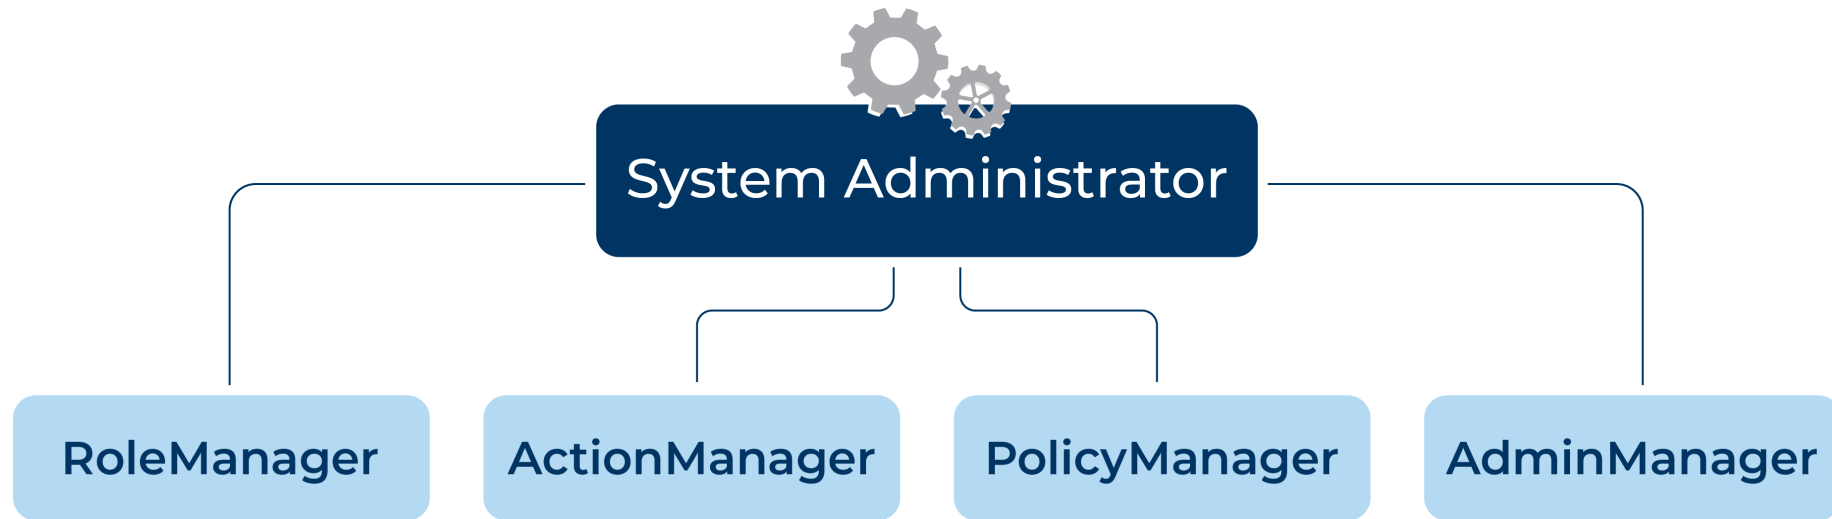 System Administrator
RoleManager
ActionManager
PolicyManager
AdminManager